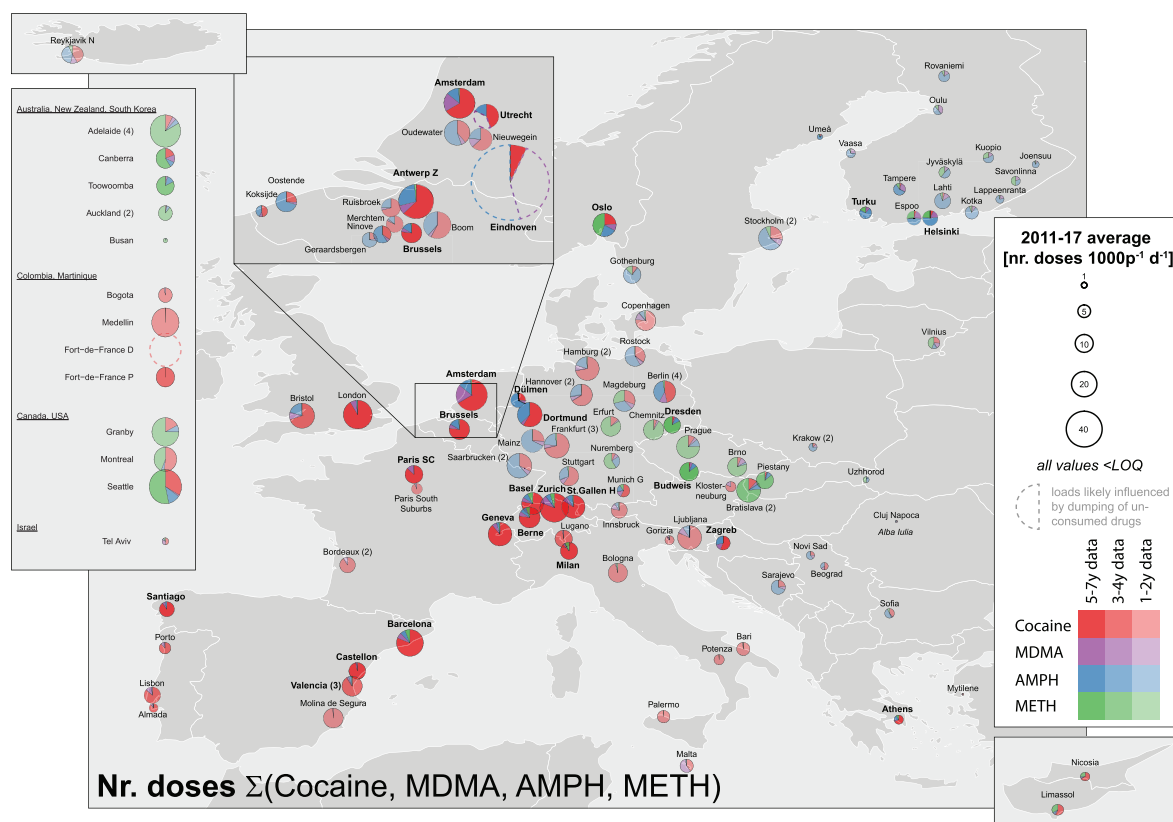 Reykjavik N
Australia, New Zealand, South Korea
Adelaide (4)
Canberra
Toowoomba
Auckland (2)
Busan
Colombia, Martinique
Bogota
Medellin
Fort−de−France D
Fort−de−France P
Canada, USA
Granby
Montreal
Seattle
Israel
Tel Aviv
Amsterdam
Utrecht
Oudewater
Nieuwegein
Antwerp Z
Oostende
Koksijde
Ruisbroek
Merchtem
Ninove
Geraardsbergen
Brussels
Boom
Eindhoven
Rovaniemi
Oulu
Umeå
Vaasa
Kuopio
Joensuu
Jyväskylä
Savonlinna
Tampere
Lahti
Lappeenranta
Turku
Espoo
Kotka
Helsinki
Oslo
Stockholm (2)
Gothenburg
Copenhagen
Vilnius
Rostock
Hamburg (2)
Hannover (2)
Magdeburg
Berlin (4)
Amsterdam
Dülmen
Bristol
London
Brussels
Dortmund
Erfurt
Chemnitz
Dresden
Frankfurt (3)
Mainz
Prague
Krakow (2)
Saarbrucken (2)
Nuremberg
Brno
Piestany
Uzhhorod
Paris SC
Stuttgart
Munich G
Budweis
Kloster-
neuburg
Paris South
Suburbs
Basel
Zurich
St.Gallen H
Bratislava (2)
Cluj Napoca
Alba Iulia
Geneva
Berne
Lugano
Innsbruck
Gorizia
Ljubljana
Zagreb
Milan
Novi Sad
Beograd
Bordeaux (2)
Bologna
Sarajevo
Sofia
Santiago
Porto
Barcelona
Castellon
Valencia (3)
Bari
Potenza
Lisbon
Almada
Molina de Segura
Palermo
Mytilene
Athens
Malta
Nr. doses Σ(Cocaine, MDMA, AMPH, METH)
2011-17 average
[nr. doses 1000p⁻¹ d⁻¹]
1
5
10
20
40
all values <LOQ
loads likely influenced
by dumping of un-
consumed drugs
5-7y data
3-4y data
1-2y data
Cocaine
MDMA
AMPH
METH
Nicosia
Limassol